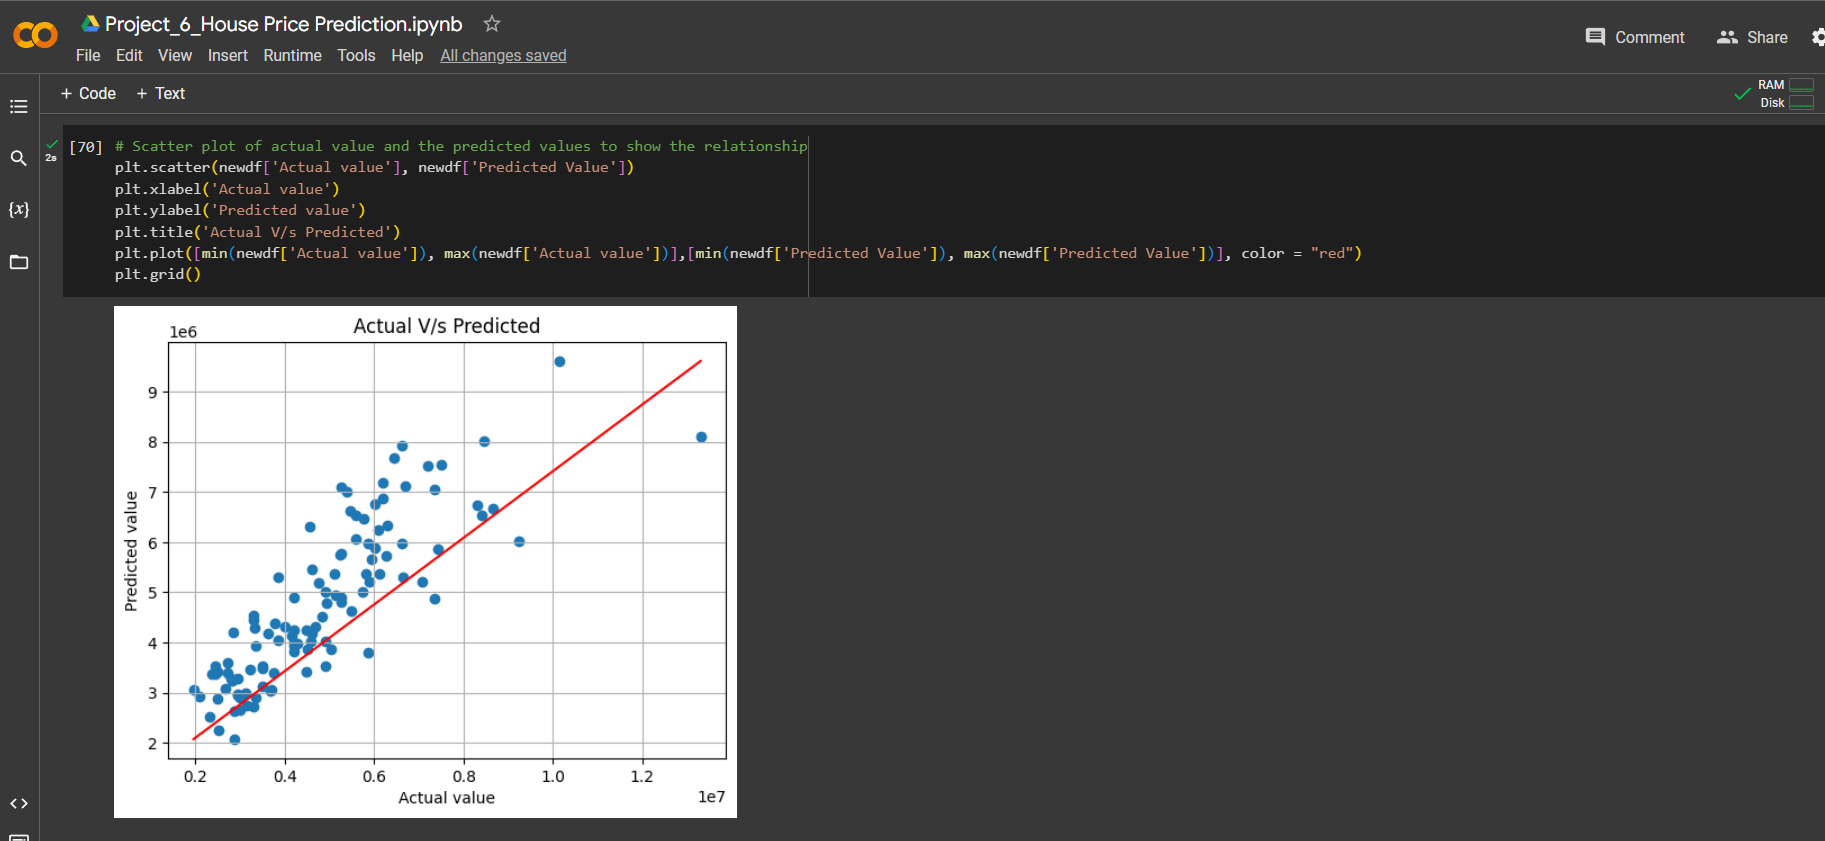 Project_6_House Price Prediction.ipynb
File Edit View Insert Runtime Tools Help All changes saved
Comment Share
+ Code + Text
RAM
Disk
2s
[70] # Scatter plot of actual value and the predicted values to show the relationship
plt.scatter(newdf['Actual value'], newdf['Predicted Value'])
plt.xlabel('Actual value')
plt.ylabel('Predicted value')
plt.title('Actual V/s Predicted')
plt.plot([min(newdf['Actual value']), max(newdf['Actual value'])],[min(newdf['Predicted Value']), max(newdf['Predicted Value'])], color = "red")
plt.grid()
{x}
Actual V/s Predicted
1e6
9
8
7
6
5
4
3
2
Predicted value
0.2 0.4 0.6 0.8 1.0 1.2
Actual value
1e7